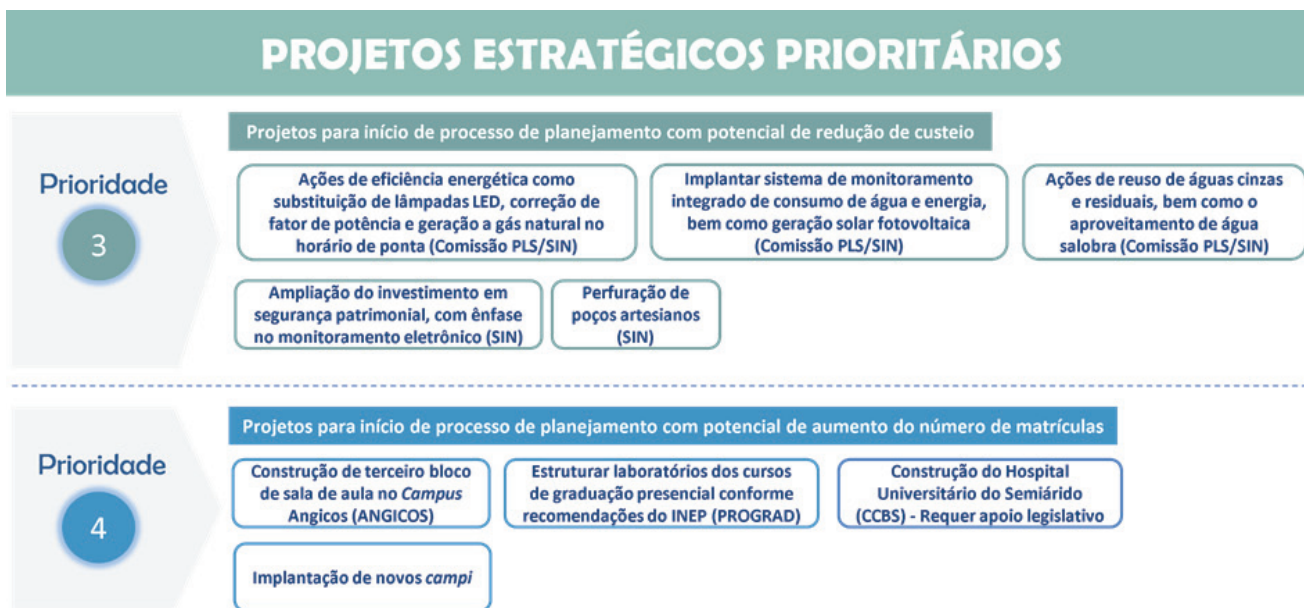 PROJETOS ESTRATÉGICOS PRIORITÁRIOS
Prioridade
3
Projetos para início de processo de planejamento com potencial de redução de custeio
Ações de eficiência energética como
substituição de lâmpadas LED, correção de
fator de potência e geração a gás natural no
horário de ponta (Comissão PLS/SIN)
Implantar sistema de monitoramento
integrado de consumo de água e energia,
bem como geração solar fotovoltaica
(Comissão PLS/SIN)
Ações de reuso de águas cinzas
e residuais, bem como o
aproveitamento de água
salobra (Comissão PLS/SIN)
Ampliação do investimento em
segurança patrimonial, com ênfase
no monitoramento eletrônico (SIN)
Perfuração de
poços artesianos
(SIN)
Prioridade
4
Projetos para início de processo de planejamento com potencial de aumento do número de matrículas
Construção de terceiro bloco
de sala de aula no Campus
Angicos (ANGICOS)
Estruturar laboratórios dos cursos
de graduação presencial conforme
recomendações do INEP (PROGRAD)
Construção do Hospital
Universitário do Semiárido
(CCBS) - Requer apoio legislativo
Implantação de novos campi